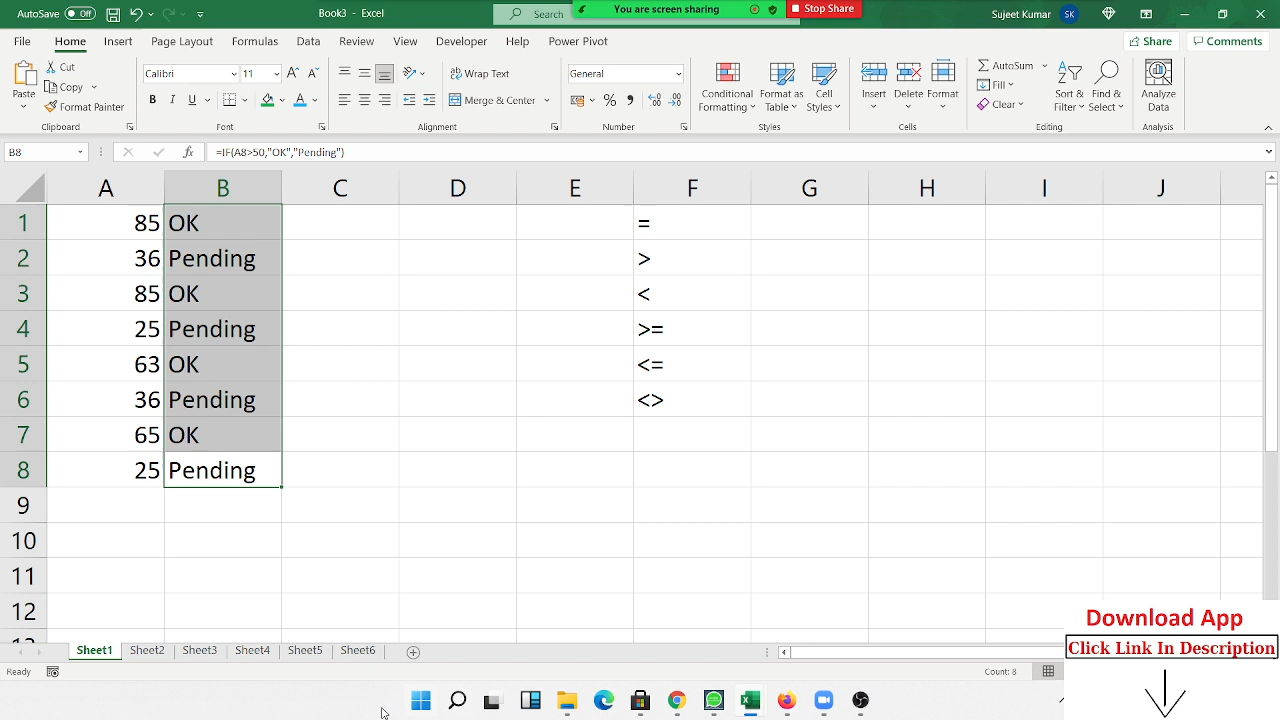 AutoSave Off Book3 - Excel Search You are screen sharing Stop Share Sujeet Kumar SK
File Home Insert Page Layout Formulas Data Review View Developer Help Power Pivot Share Comments
Paste Cut Copy Format Painter Clipboard
Calibri 11 B I U A Font
Wrap Text Merge & Center Alignment
General % , Number
Conditional Formatting Format as Table Cell Styles Styles
Insert Delete Format Cells
AutoSum Fill Clear Sort & Filter Find & Select Editing
Analyze Data Analysis
B8 fx =IF(A8>50,"OK","Pending")
A B C D E F G H I J
1 85 OK =
2 36 Pending >
3 85 OK <
4 25 Pending >=
5 63 OK <=
6 36 Pending <>
7 65 OK
8 25 Pending
9
10
11
12
13
Download App
Click Link In Description
Sheet1 Sheet2 Sheet3 Sheet4 Sheet5 Sheet6
Ready Count: 8